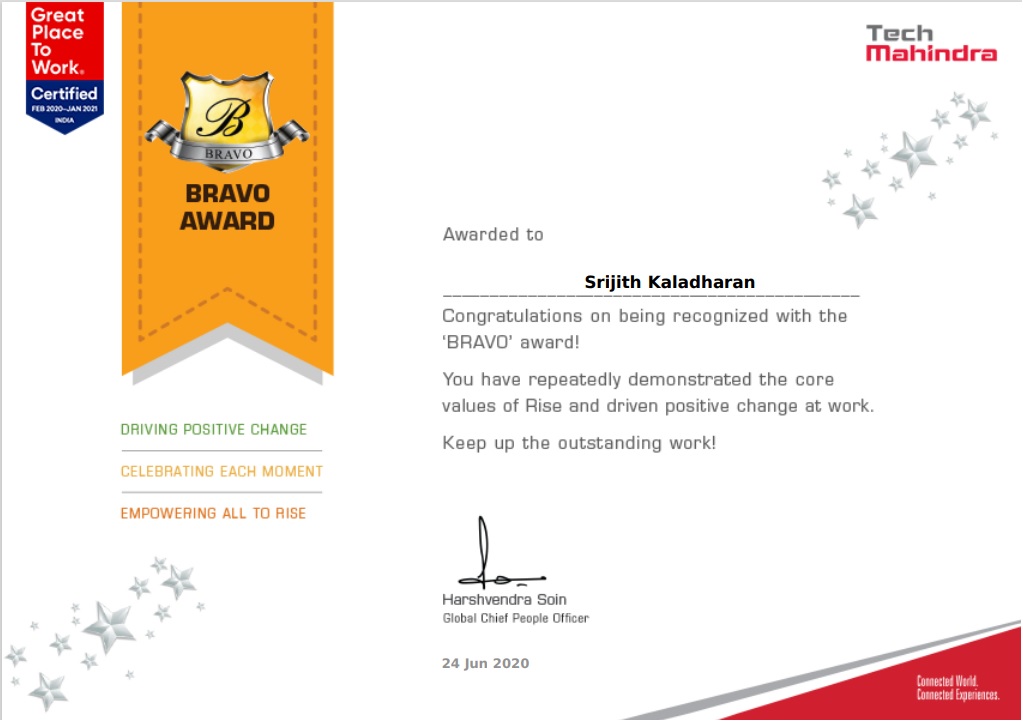 Great
Place
To
Work®
Certified
FEB 2020–JAN 2021
INDIA
B
BRAVO
BRAVO
AWARD
DRIVING POSITIVE CHANGE
CELEBRATING EACH MOMENT
EMPOWERING ALL TO RISE
Tech
Mahindra
Awarded to
Srijith Kaladharan
Congratulations on being recognized with the
‘BRAVO’ award!
You have repeatedly demonstrated the core
values of Rise and driven positive change at work.
Keep up the outstanding work!
Harshvendra Soin
Global Chief People Officer
24 Jun 2020
Connected World.
Connected Experiences.